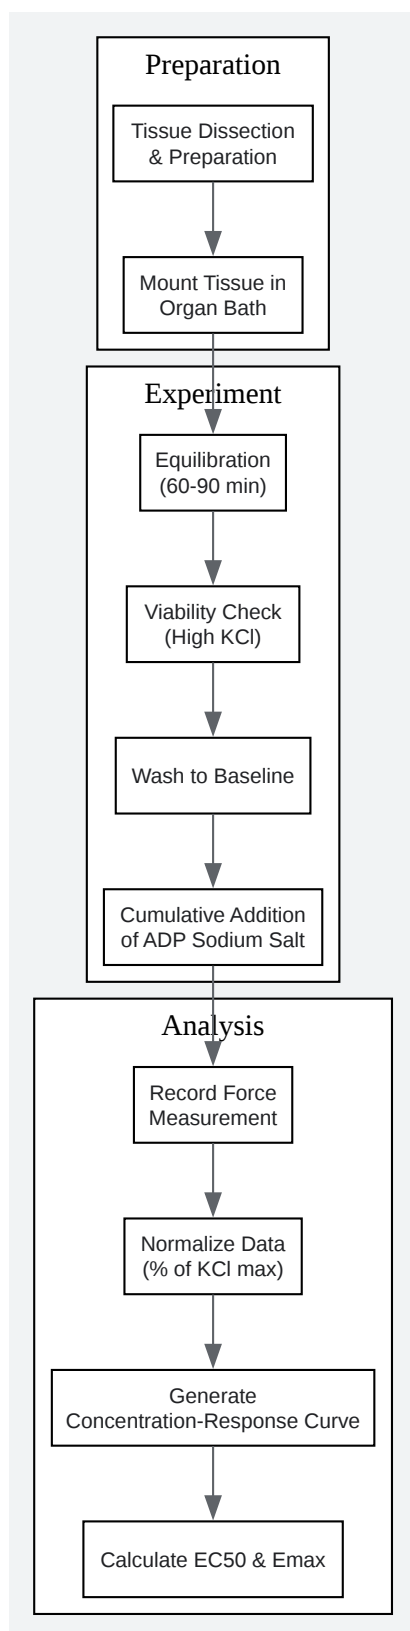 Preparation
Tissue Dissection
& Preparation
Mount Tissue in
Organ Bath
Experiment
Equilibration
(60-90 min)
Viability Check
(High KCl)
Wash to Baseline
Cumulative Addition
of ADP Sodium Salt
Analysis
Record Force
Measurement
Normalize Data
(% of KCl max)
Generate
Concentration-Response Curve
Calculate EC50 & Emax